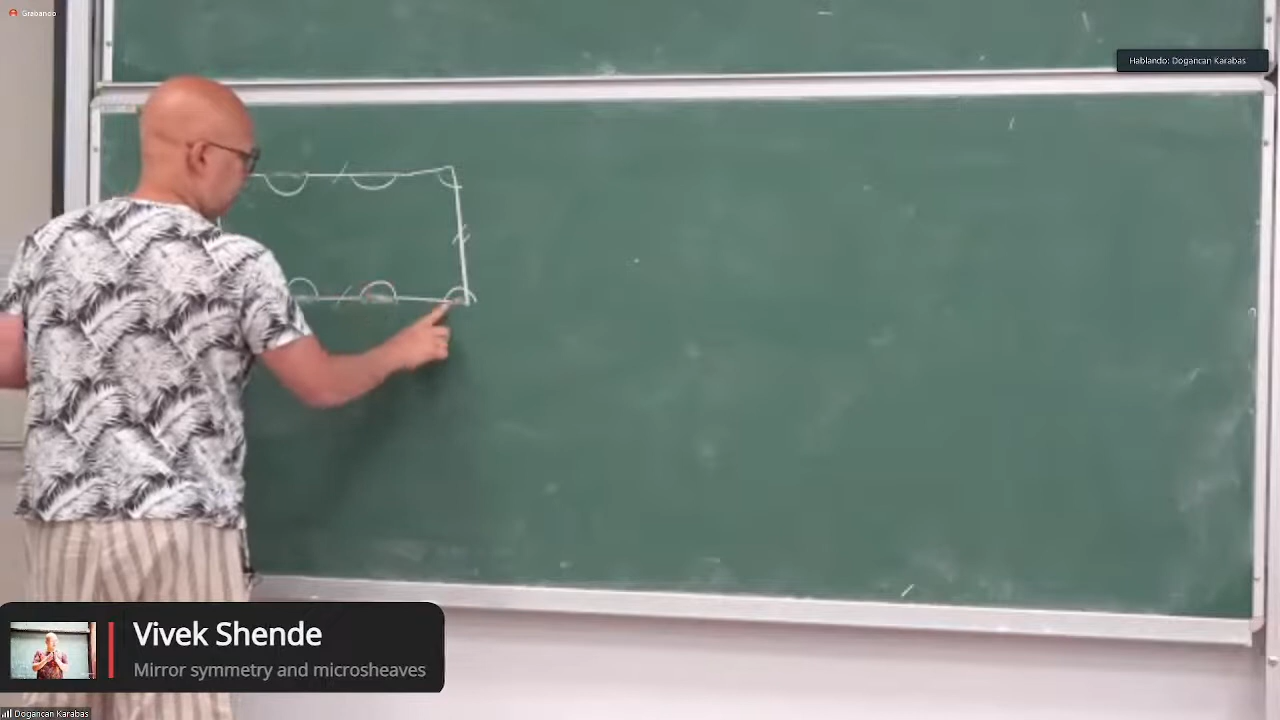 Grabando
Hablando: Dogancan Karabas
Vivek Shende
Mirror symmetry and microsheaves
Dogancan Karabas